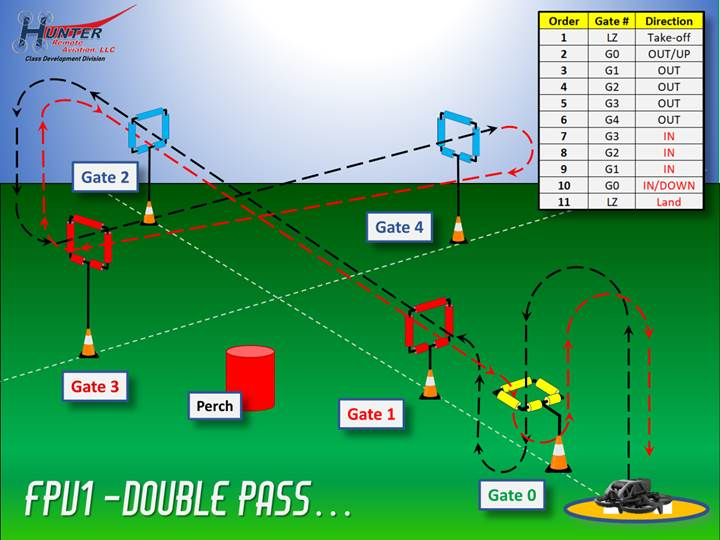 HUNTER
Remote
Aviation, LLC
Class Development Division
Order Gate # Direction
1 LZ Take-off
2 G0 OUT/UP
3 G1 OUT
4 G2 OUT
5 G3 OUT
6 G4 OUT
7 G3 IN
8 G2 IN
9 G1 IN
10 G0 IN/DOWN
11 LZ Land
Gate 2
Gate 4
Gate 3
Perch
Gate 1
Gate 0
FPV1 -DOUBLE PASS...